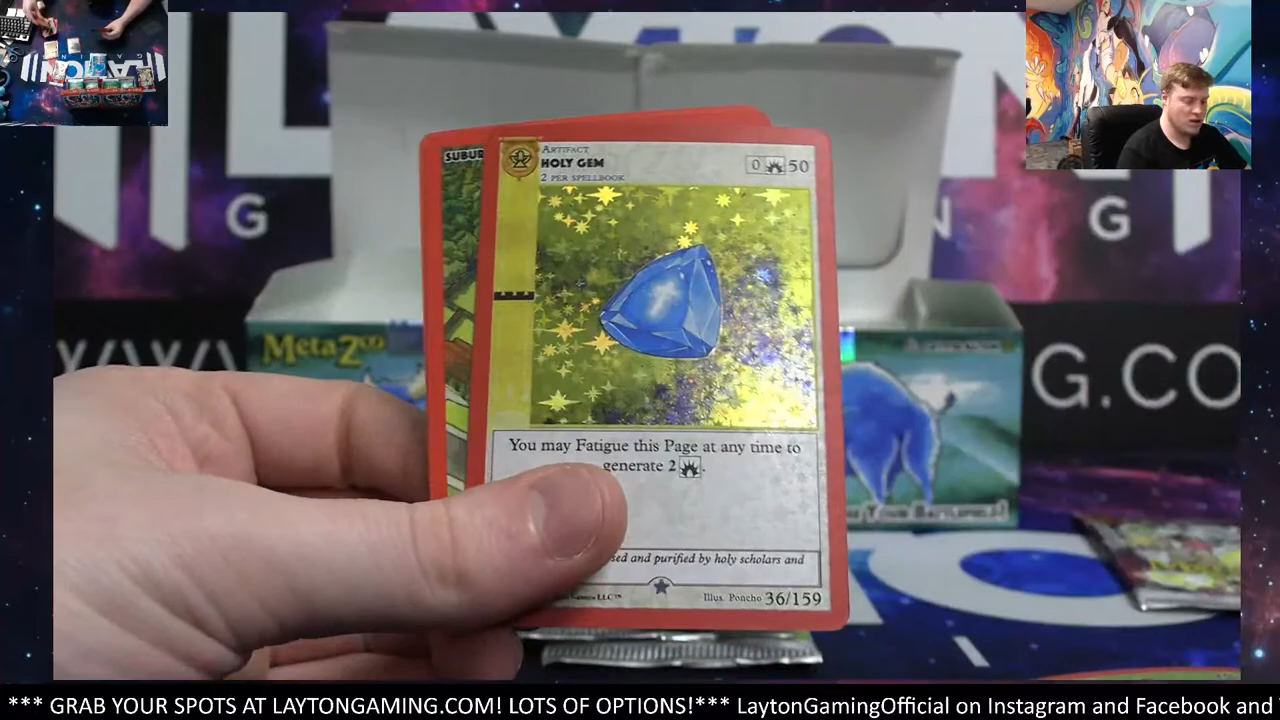 SUBUR
ARTIFACT
HOLY GEM
2 PER SPELLBOOK
0 50
You may Fatigue this Page at any time to
generate 2 .
sed and purified by holy scholars and
Games LLC™
Illus. Poncho 36/159
MetaZoo
G
N G
G.CO
*** GRAB YOUR SPOTS AT LAYTONGAMING.COM! LOTS OF OPTIONS!*** LaytonGamingOfficial on Instagram and Facebook and